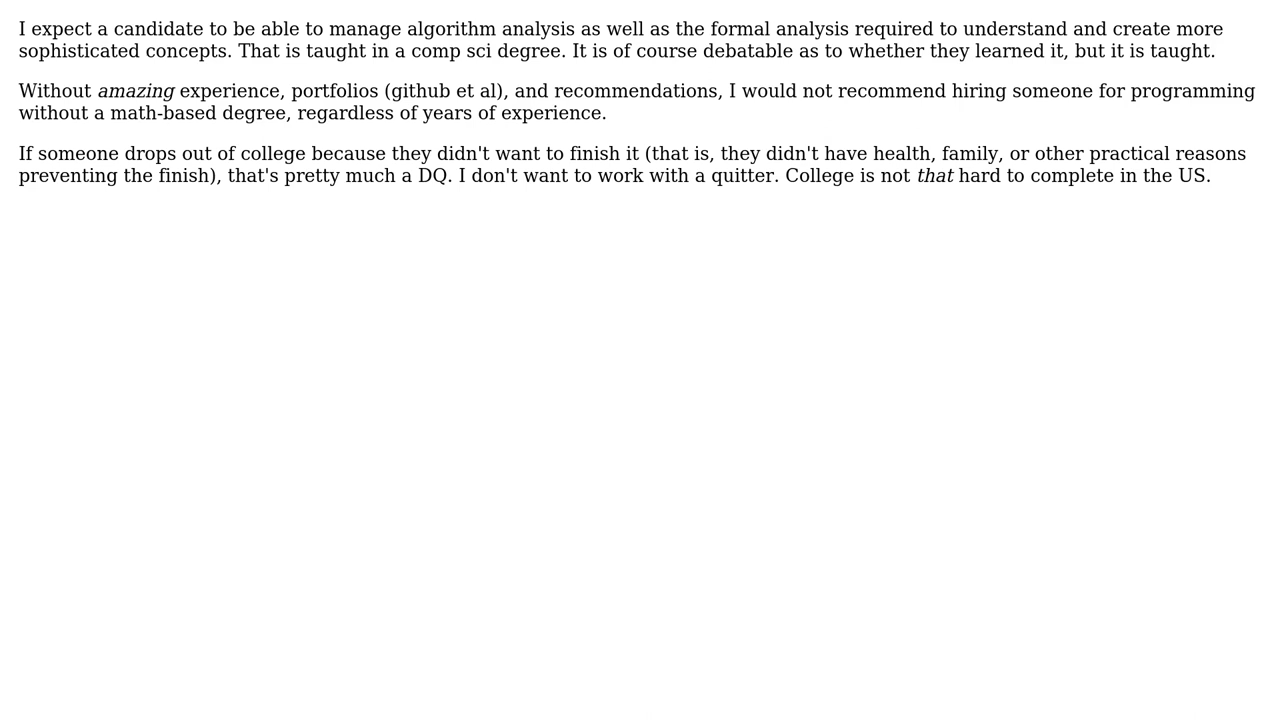 I expect a candidate to be able to manage algorithm analysis as well as the formal analysis required to understand and create more
sophisticated concepts. That is taught in a comp sci degree. It is of course debatable as to whether they learned it, but it is taught.
Without amazing experience, portfolios (github et al), and recommendations, I would not recommend hiring someone for programming
without a math-based degree, regardless of years of experience.
If someone drops out of college because they didn't want to finish it (that is, they didn't have health, family, or other practical reasons
preventing the finish), that's pretty much a DQ. I don't want to work with a quitter. College is not that hard to complete in the US.